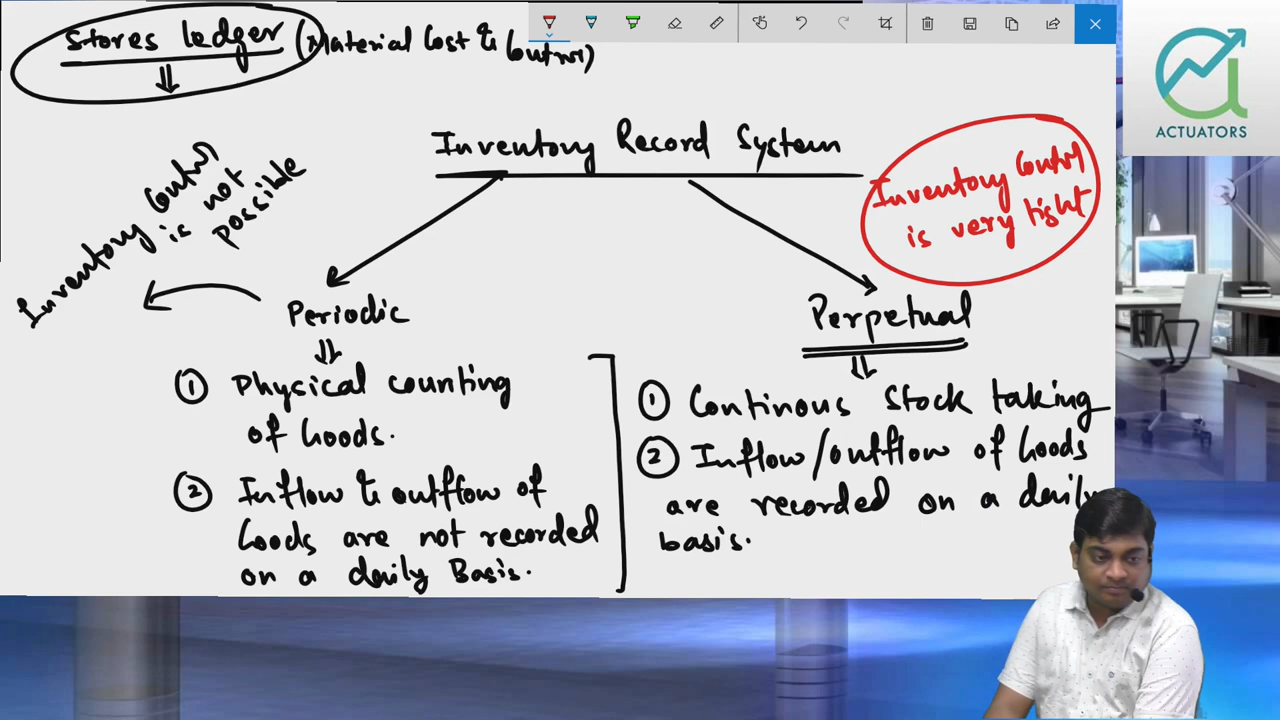 Stores ledger (Material Cost & Control)
Inventory Record System
Inventory Control
is not
possible
Inventory Control
is very tight
Periodic
① Physical counting
of Goods.
② Inflow & outflow of
Goods are not recorded
on a daily Basis.
Perpetual
① Continous Stock taking
② Inflow/outflow of Goods
are recorded on a daily
basis.
ACTUATORS